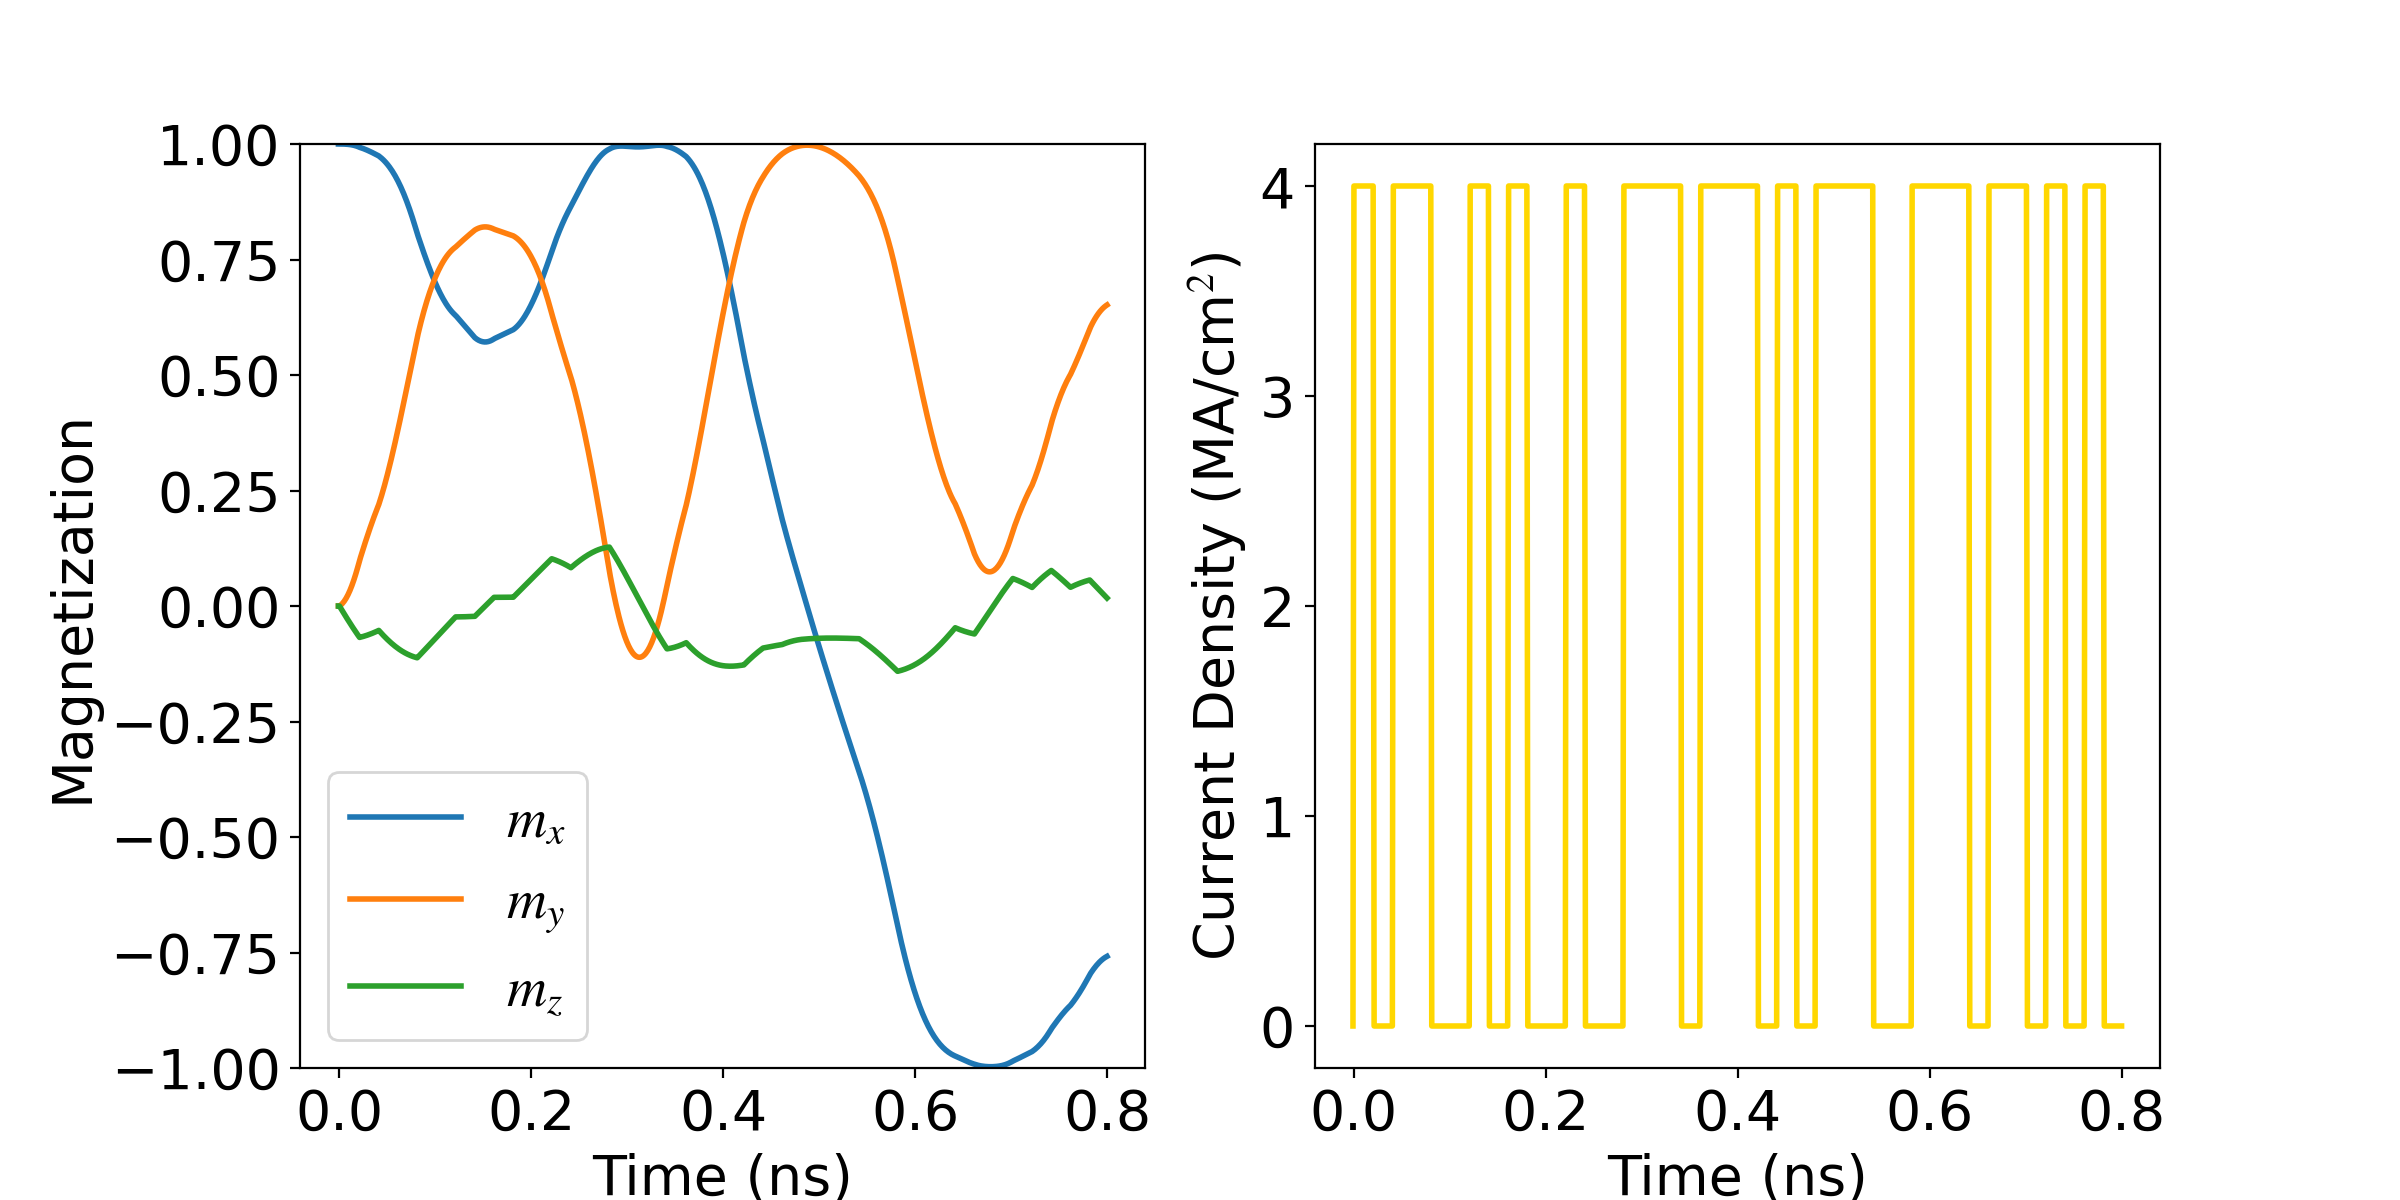 Magnetization
1.00
0.75
0.50
0.25
0.00
−0.25
−0.50
−0.75
−1.00
m_x
m_y
m_z
0.0 0.2 0.4 0.6 0.8
Time (ns)
Current Density (MA/cm²)
4
3
2
1
0
0.0 0.2 0.4 0.6 0.8
Time (ns)